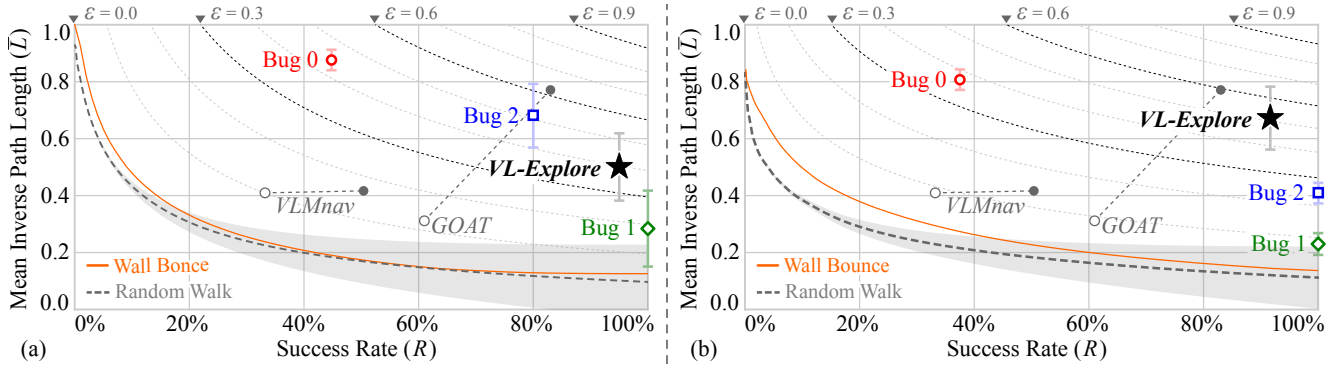 ε = 0.0
ε = 0.3
ε = 0.6
ε = 0.9
Mean Inverse Path Length (L̅)
1.0
0.8
0.6
0.4
0.2
0.0
Bug 0
Bug 2
VL-Explore
VLMnav
GOAT
Bug 1
Wall Bonce
Random Walk
0%
20%
40%
60%
80%
100%
(a)
Success Rate (R)
ε = 0.0
ε = 0.3
ε = 0.6
ε = 0.9
Mean Inverse Path Length (L̅)
1.0
0.8
0.6
0.4
0.2
0.0
Bug 0
VL-Explore
VLMnav
Bug 2
GOAT
Bug 1
Wall Bounce
Random Walk
0%
20%
40%
60%
80%
100%
(b)
Success Rate (R)